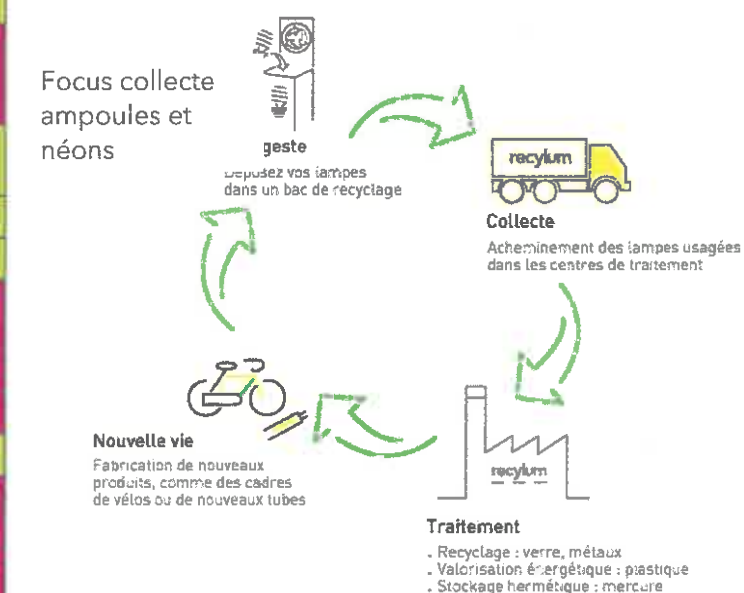 Focus collecte
ampoules et
néons
geste
Déposez vos lampes
dans un bac de recyclage
recylum
Collecte
Acheminement des lampes usagées
dans les centres de traitement
Nouvelle vie
Fabrication de nouveaux
produits, comme des cadres
de vélos ou de nouveaux tubes
recylum
Traitement
. Recyclage : verre, métaux
. Valorisation énergétique : plastique
. Stockage hermétique : mercure